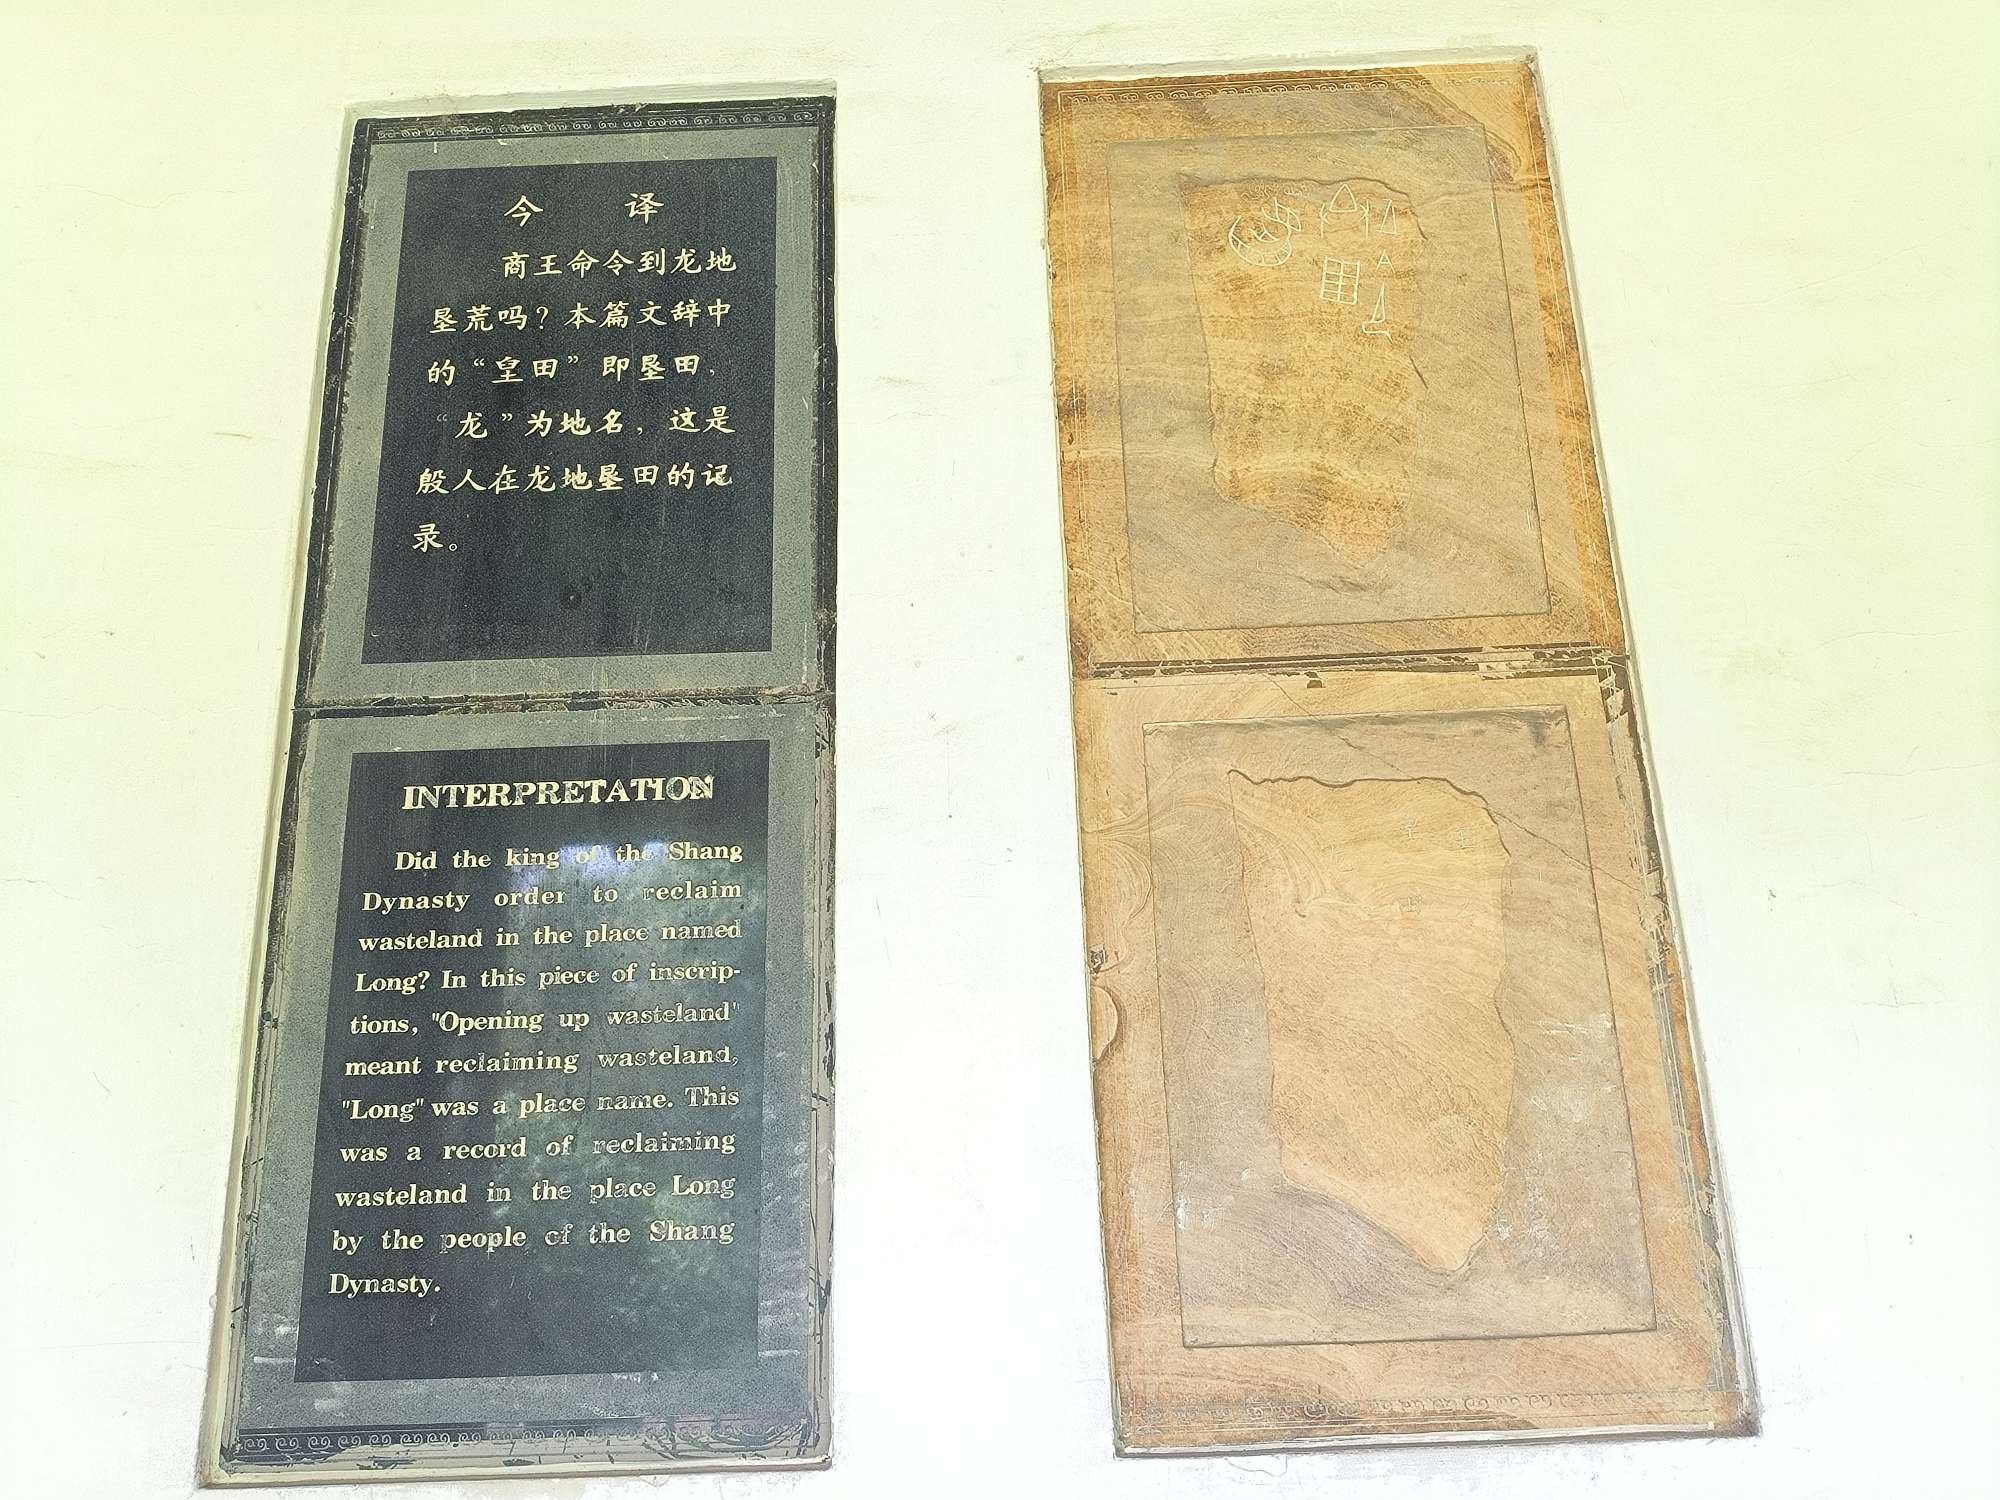 今 译
商王命令到龙地
垦荒吗?本篇文辞中
的“圣田”即垦田,
“龙”为地名,这是
殷人在龙地垦田的记
录。
INTERPRETATION
Did the king of the Shang
Dynasty order to reclaim
wasteland in the place named
Long? In this piece of inscrip-
tions, "Opening up wasteland"
meant reclaiming wasteland,
"Long" was a place name. This
was a record of reclaiming
wasteland in the place Long
by the people of the Shang
Dynasty.